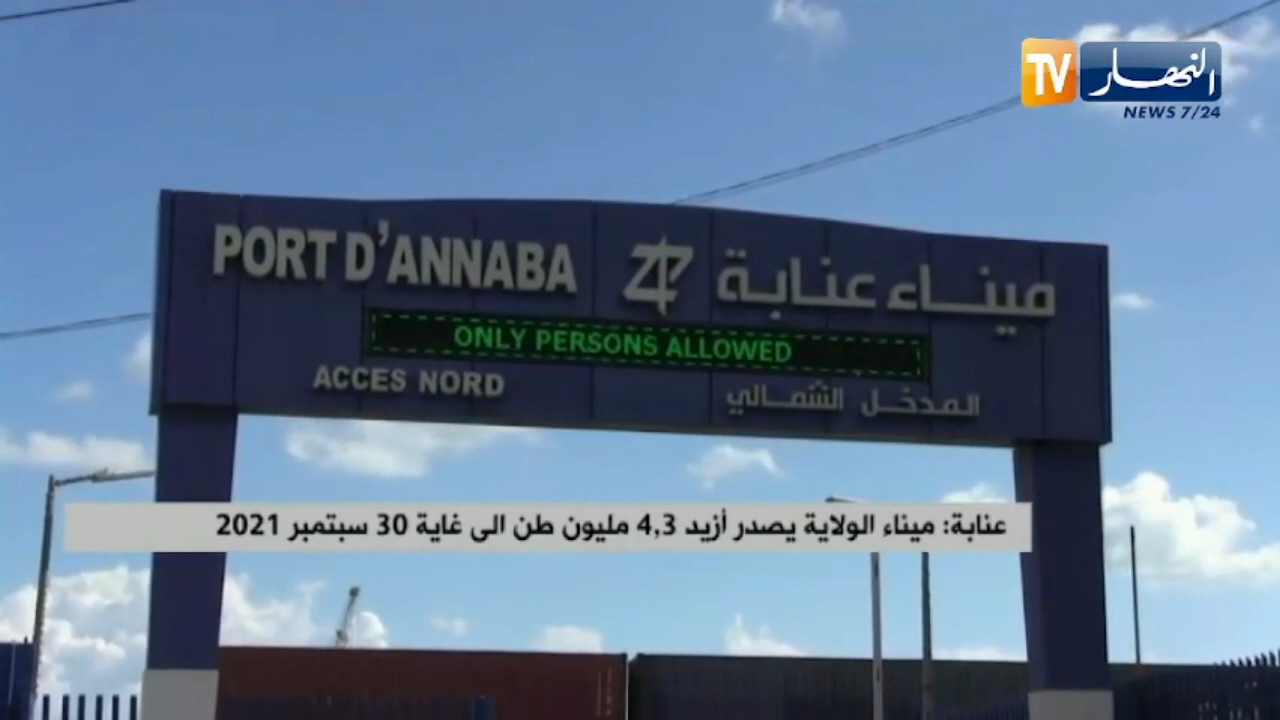 TV النهار
NEWS 7/24
PORT D'ANNABA
ميناء عنابة
ONLY PERSONS ALLOWED
ACCES NORD
المدخل الشمالي
عنابة: ميناء الولاية يصدر أزيد 4,3 مليون طن الى غاية 30 سبتمبر 2021